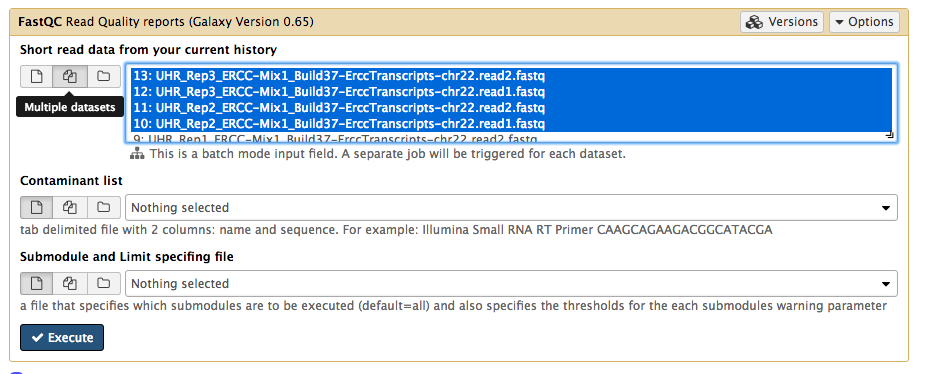 FastQC Read Quality reports (Galaxy Version 0.65) Versions Options
Short read data from your current history
13: UHR_Rep3_ERCC-Mix1_Build37-ErccTranscripts-chr22.read2.fastq
12: UHR_Rep3_ERCC-Mix1_Build37-ErccTranscripts-chr22.read1.fastq
Multiple datasets
11: UHR_Rep2_ERCC-Mix1_Build37-ErccTranscripts-chr22.read2.fastq
10: UHR_Rep2_ERCC-Mix1_Build37-ErccTranscripts-chr22.read1.fastq
9: UHR_Rep1_ERCC-Mix1_Build37-ErccTranscripts-chr22.read2.fastq
This is a batch mode input field. A separate job will be triggered for each dataset.
Contaminant list
Nothing selected
tab delimited file with 2 columns: name and sequence. For example: Illumina Small RNA RT Primer CAAGCAGAAGACGGCATACGA
Submodule and Limit specifing file
Nothing selected
a file that specifies which submodules are to be executed (default=all) and also specifies the thresholds for the each submodules warning parameter
Execute